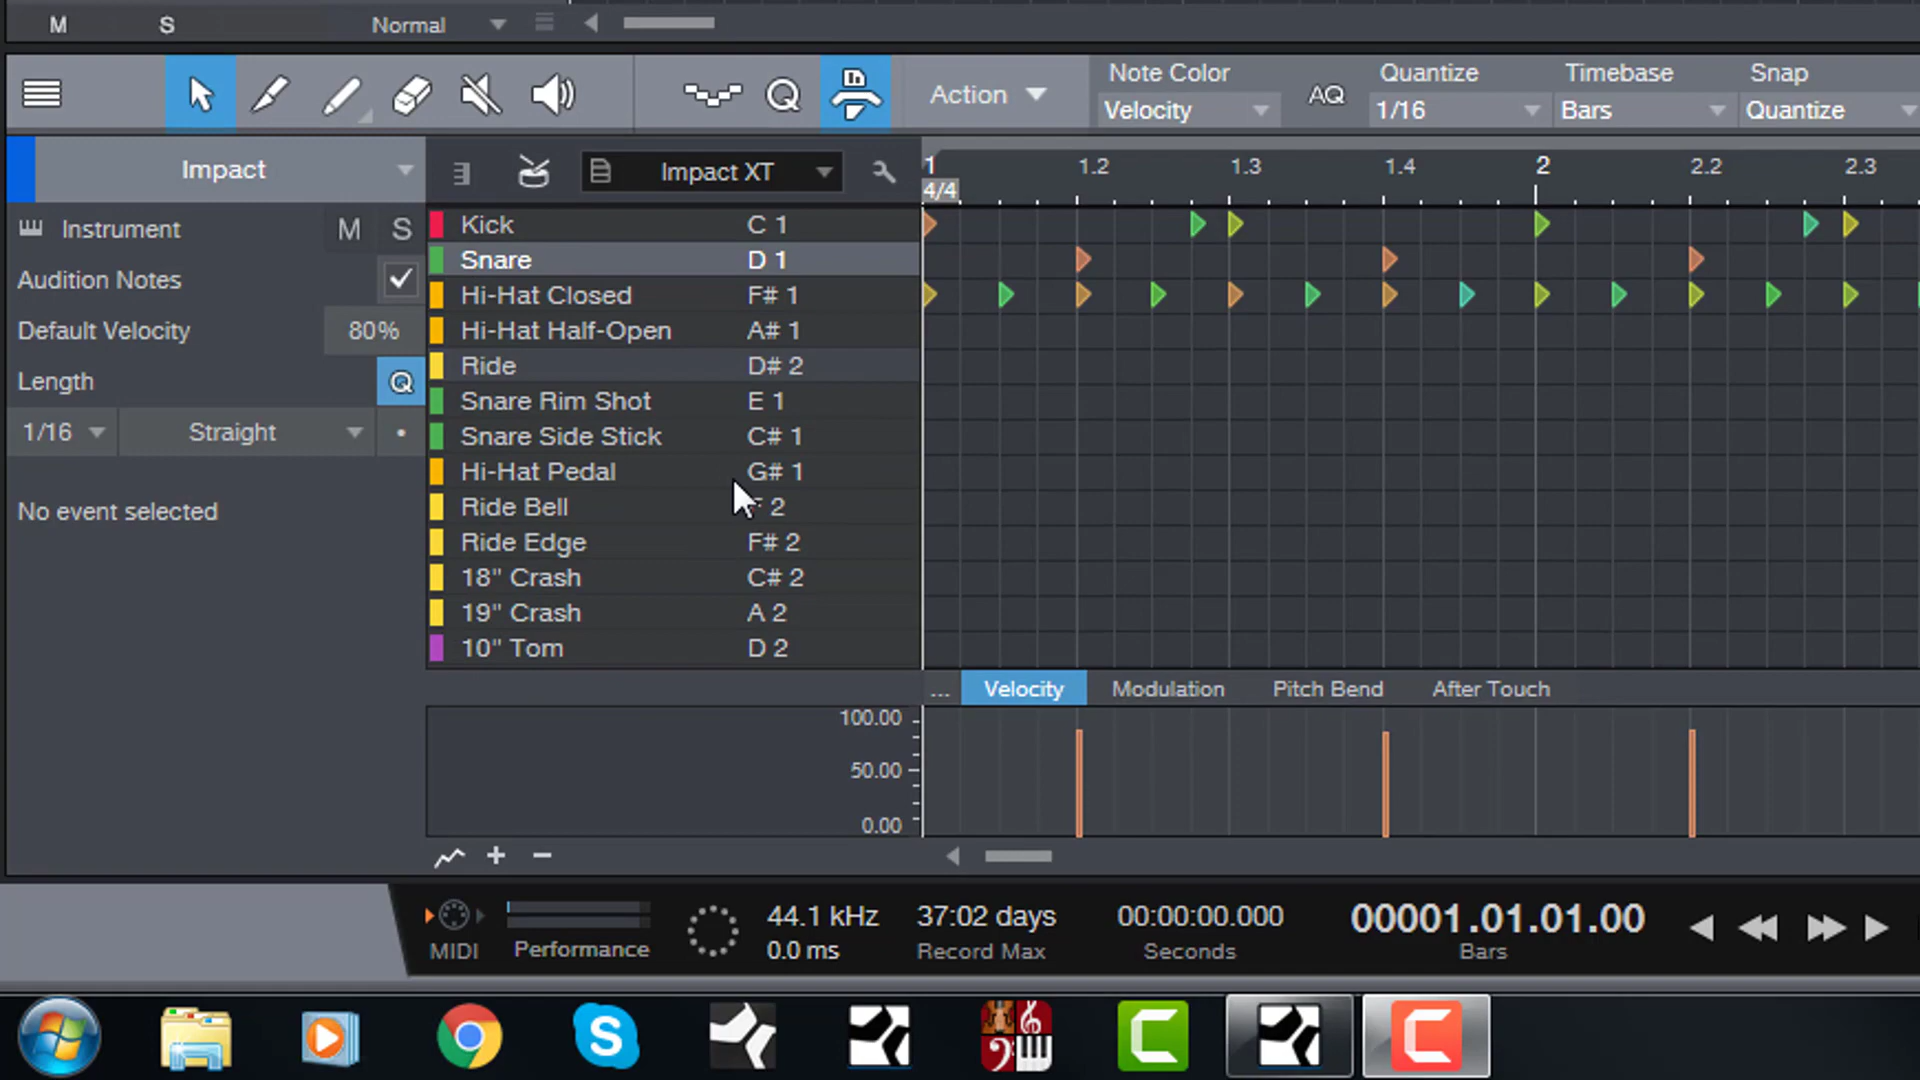 M S Normal
Action Note Color Velocity AQ Quantize 1/16 Timebase Bars Snap Quantize
Impact Impact XT 1 1.2 1.3 1.4 2 2.2 2.3
4/4
Instrument M S
Audition Notes
Default Velocity 80%
Length Q
1/16 Straight
No event selected
Kick C 1
Snare D 1
Hi-Hat Closed F# 1
Hi-Hat Half-Open A# 1
Ride D# 2
Snare Rim Shot E 1
Snare Side Stick C# 1
Hi-Hat Pedal G# 1
Ride Bell 2
Ride Edge F# 2
18" Crash C# 2
19" Crash A 2
10" Tom D 2
... Velocity Modulation Pitch Bend After Touch
100.00
50.00
0.00
MIDI Performance 44.1 kHz 37:02 days 00:00:00.000 00001.01.01.00
0.0 ms Record Max Seconds Bars